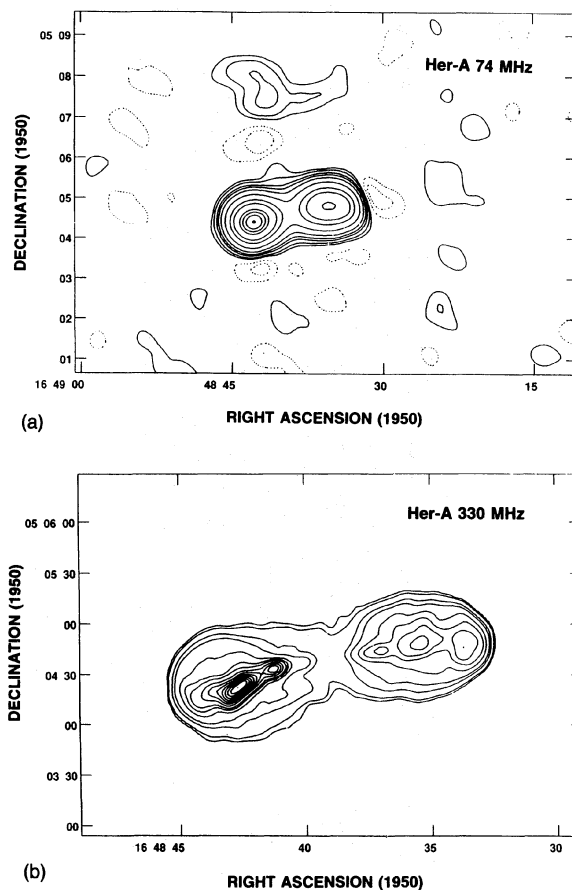 Her-A 74 MHz
DECLINATION (1950)
05 09
08
07
06
05
04
03
02
01
16 49 00
48 45
30
15
RIGHT ASCENSION (1950)
(a)
Her-A 330 MHz
DECLINATION (1950)
05 06 00
05 30
00
04 30
00
03 30
00
16 48 45
40
35
30
RIGHT ASCENSION (1950)
(b)